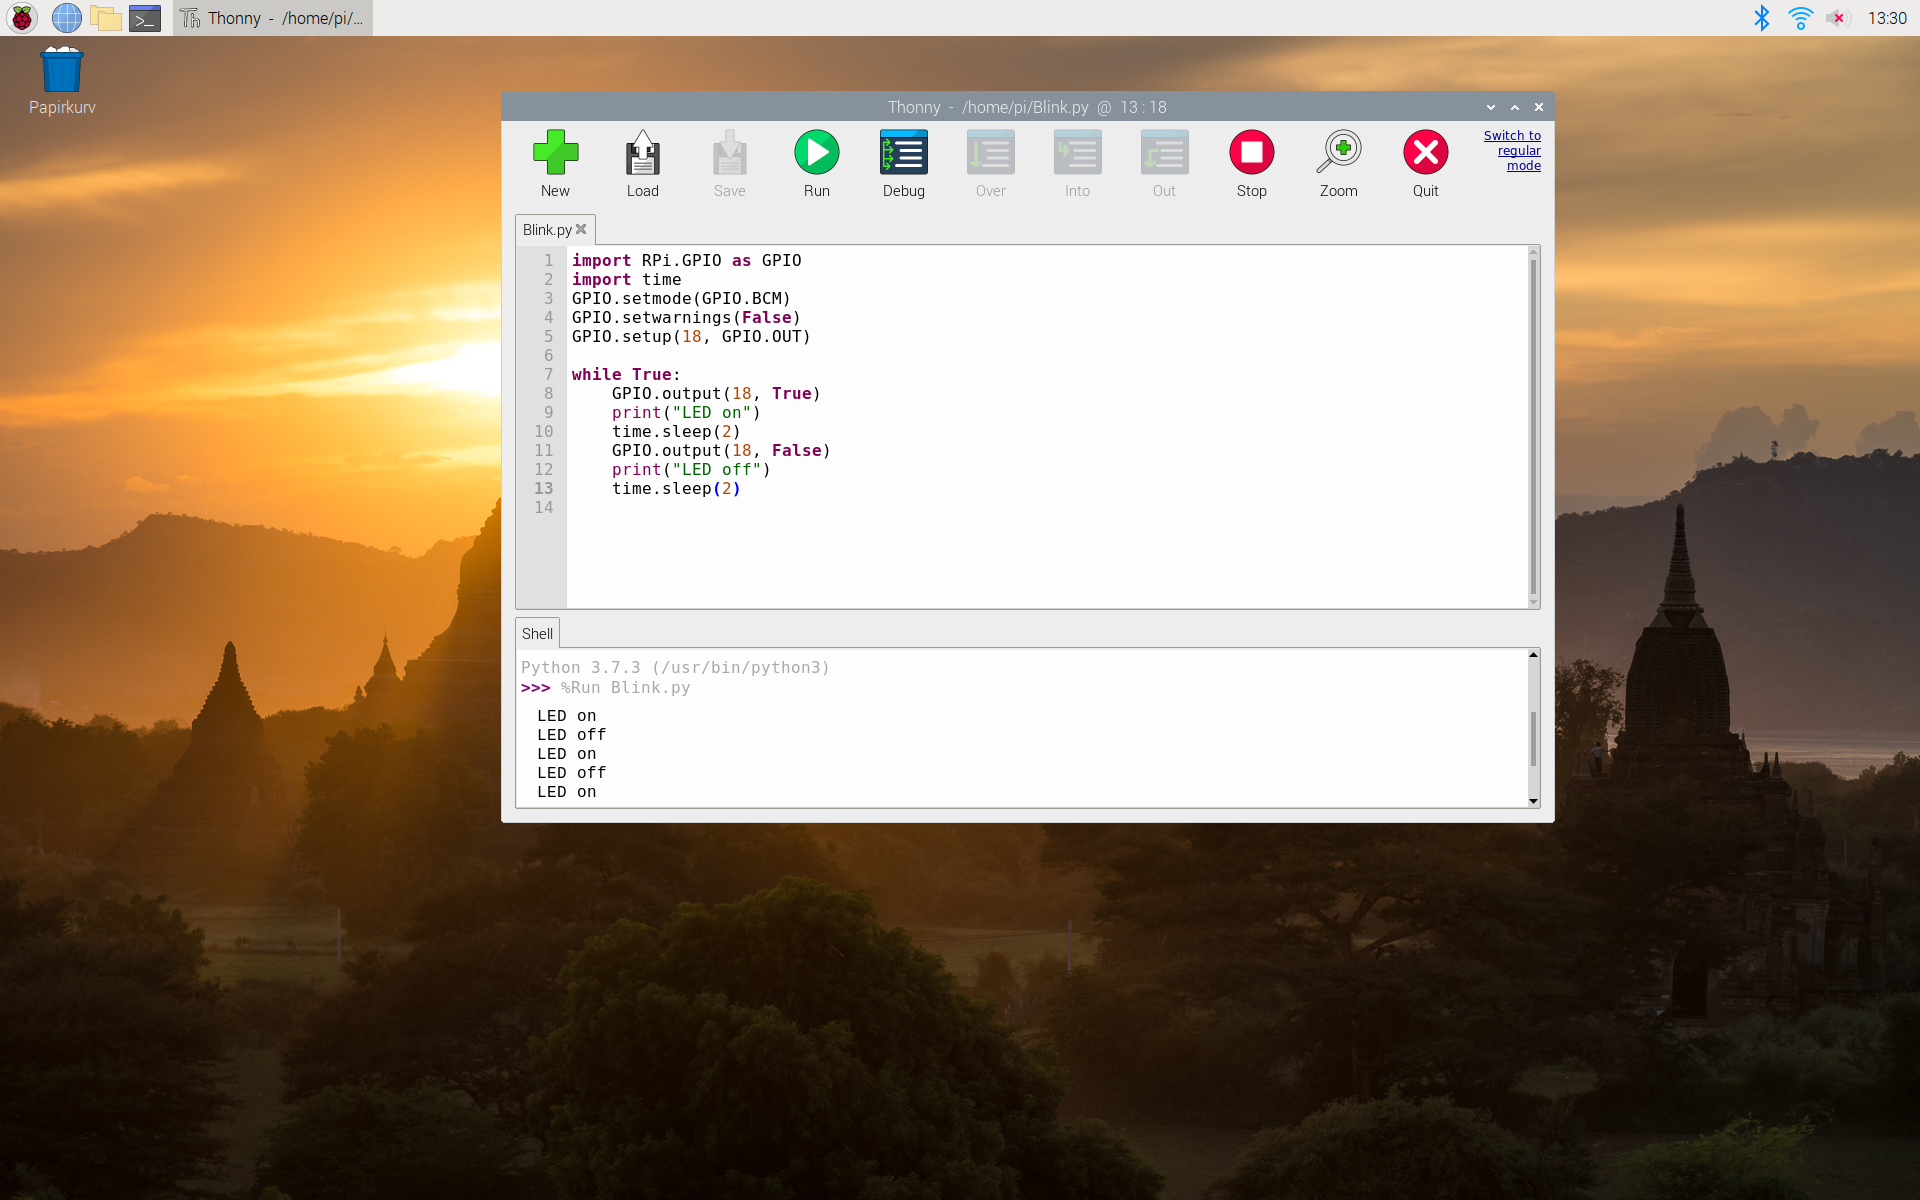 Thonny - /home/pi/...
13:30
Papirkurv
Thonny - /home/pi/Blink.py @ 13 : 18
New
Load
Save
Run
Debug
Over
Into
Out
Stop
Zoom
Quit
Switch to
regular
mode
Blink.py
1 import RPi.GPIO as GPIO
2 import time
3 GPIO.setmode(GPIO.BCM)
4 GPIO.setwarnings(False)
5 GPIO.setup(18, GPIO.OUT)
6
7 while True:
8     GPIO.output(18, True)
9     print("LED on")
10     time.sleep(2)
11     GPIO.output(18, False)
12     print("LED off")
13     time.sleep(2)
14
Shell
Python 3.7.3 (/usr/bin/python3)
>>> %Run Blink.py
LED on
LED off
LED on
LED off
LED on